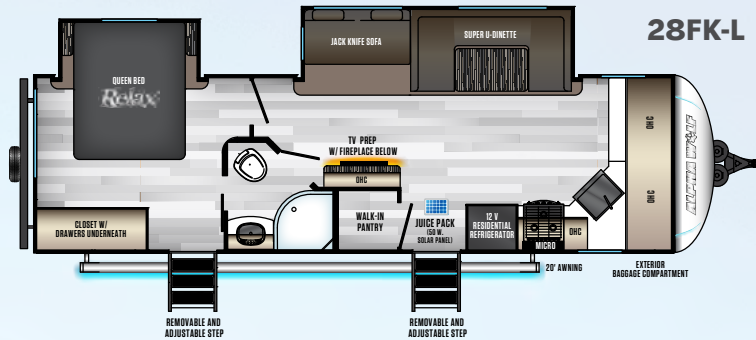 28FK-L
JACK KNIFE SOFA
SUPER U-DINETTE
QUEEN BED
Relax
TV PREP
W/ FIREPLACE BELOW
OHC
OHC
OHC
ALPHA WOLF
CLOSET W/
DRAWERS UNDERNEATH
WALK-IN
PANTRY
JUICE PACK
(50 W.
SOLAR PANEL)
12 V
RESIDENTIAL
REFRIGERATOR
MICRO
OHC
20' AWNING
EXTERIOR
BAGGAGE COMPARTMENT
REMOVABLE AND
ADJUSTABLE STEP
REMOVABLE AND
ADJUSTABLE STEP